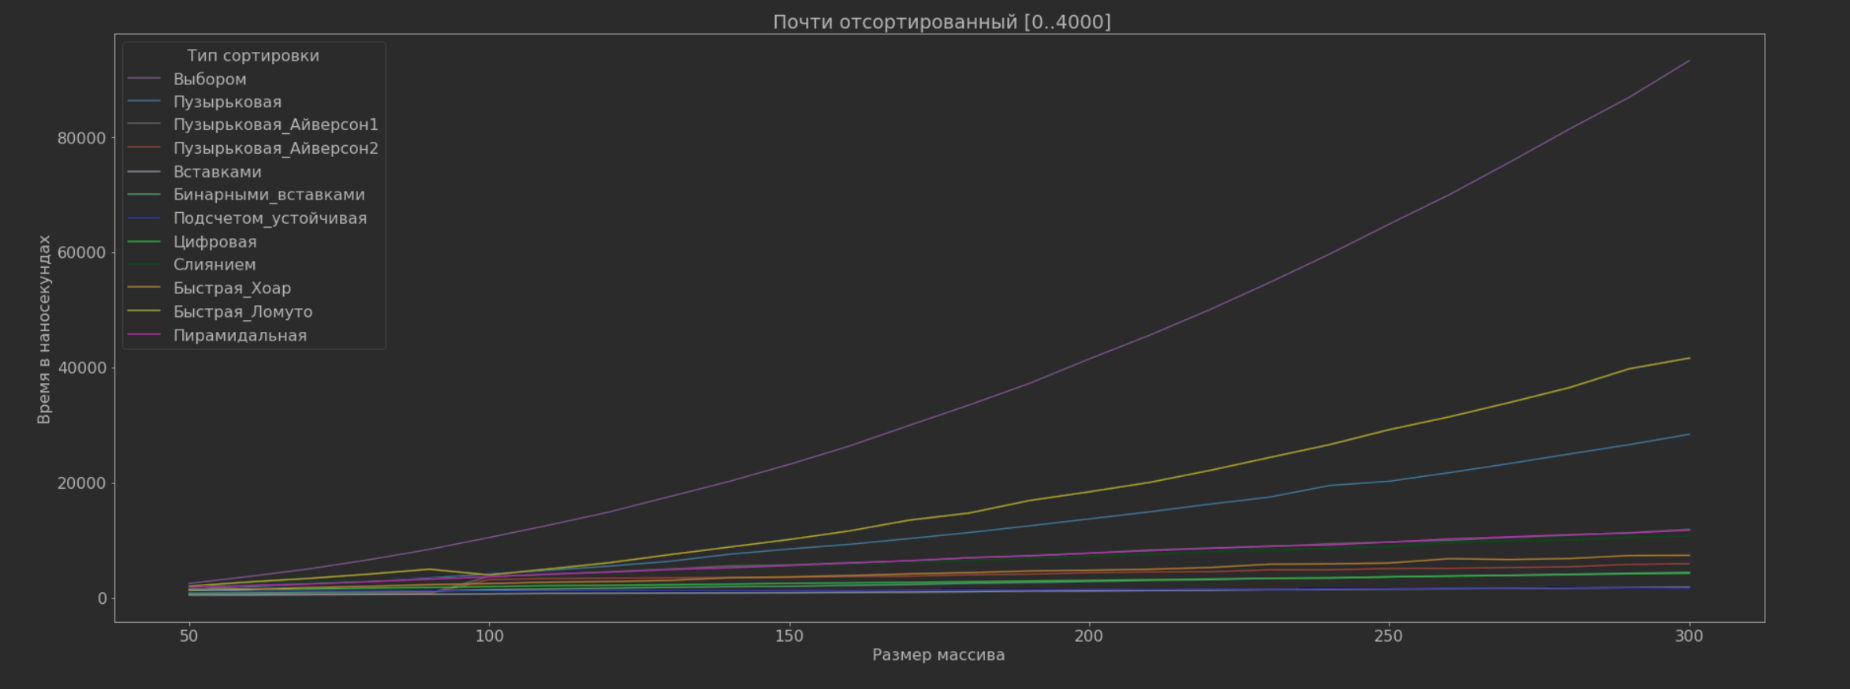 Почти отсортированный [0..4000]
Тип сортировки
Выбором
Пузырьковая
Пузырьковая_Айверсон1
Пузырьковая_Айверсон2
Вставками
Бинарными_вставками
Подсчетом_устойчивая
Цифровая
Слиянием
Быстрая_Хоар
Быстрая_Ломуто
Пирамидальная
Время в наносекундах
80000
60000
40000
20000
0
50 100 150 200 250 300
Размер массива